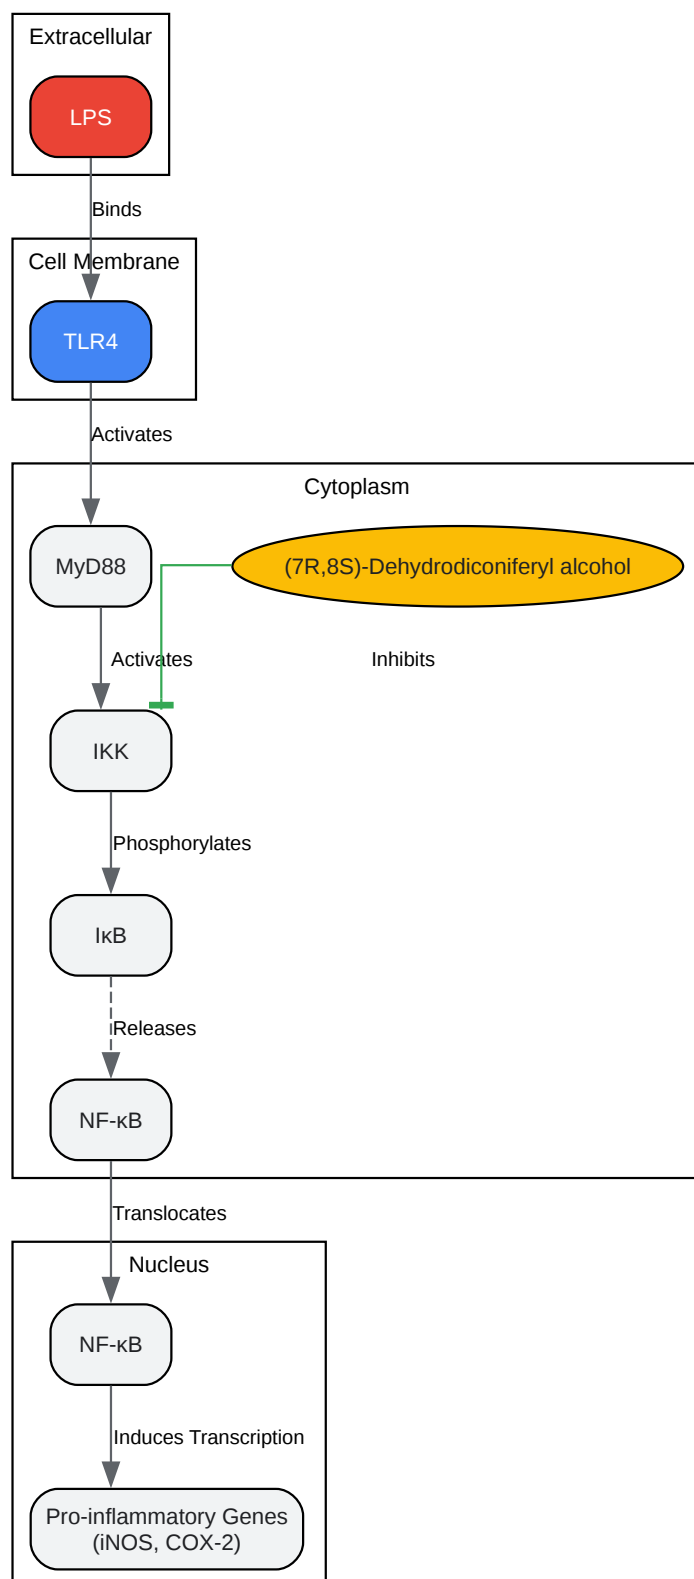 Extracellular
LPS
Binds
Cell Membrane
TLR4
Activates
Cytoplasm
MyD88
(7R,8S)-Dehydrodiconiferyl alcohol
Activates
Inhibits
IKK
Phosphorylates
IκB
Releases
NF-κB
Translocates
Nucleus
NF-κB
Induces Transcription
Pro-inflammatory Genes
(iNOS, COX-2)